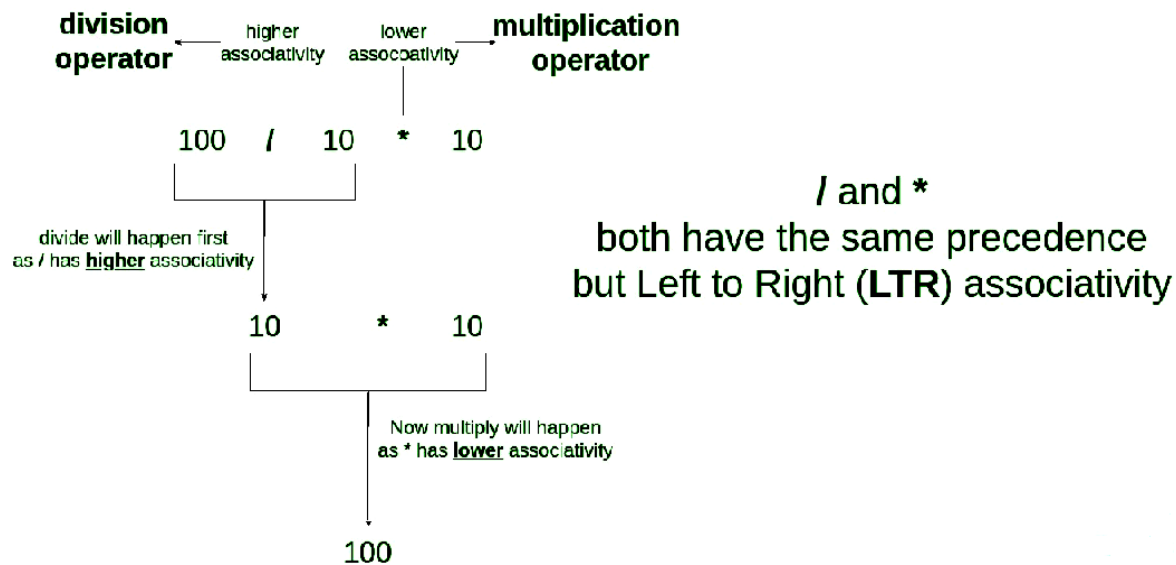 division
operator
higher
associativity
lower
assocoativity
multiplication
operator
100 / 10 * 10
/ and *
both have the same precedence
but Left to Right (LTR) associativity
divide will happen first
as / has higher associativity
10 * 10
Now multiply will happen
as * has lower associativity
100